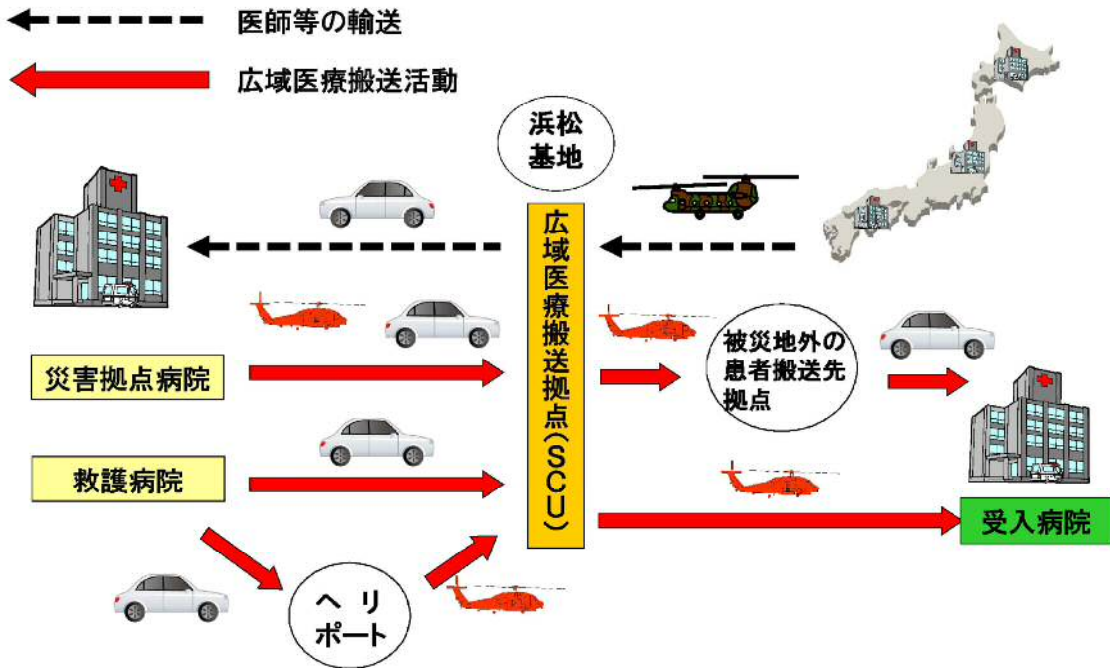 医師等の輸送
広域医療搬送活動
浜松
基地
広域医療搬送拠点(SCU)
災害拠点病院
被災地外の
患者搬送先
拠点
救護病院
受入病院
ヘリ
ポート